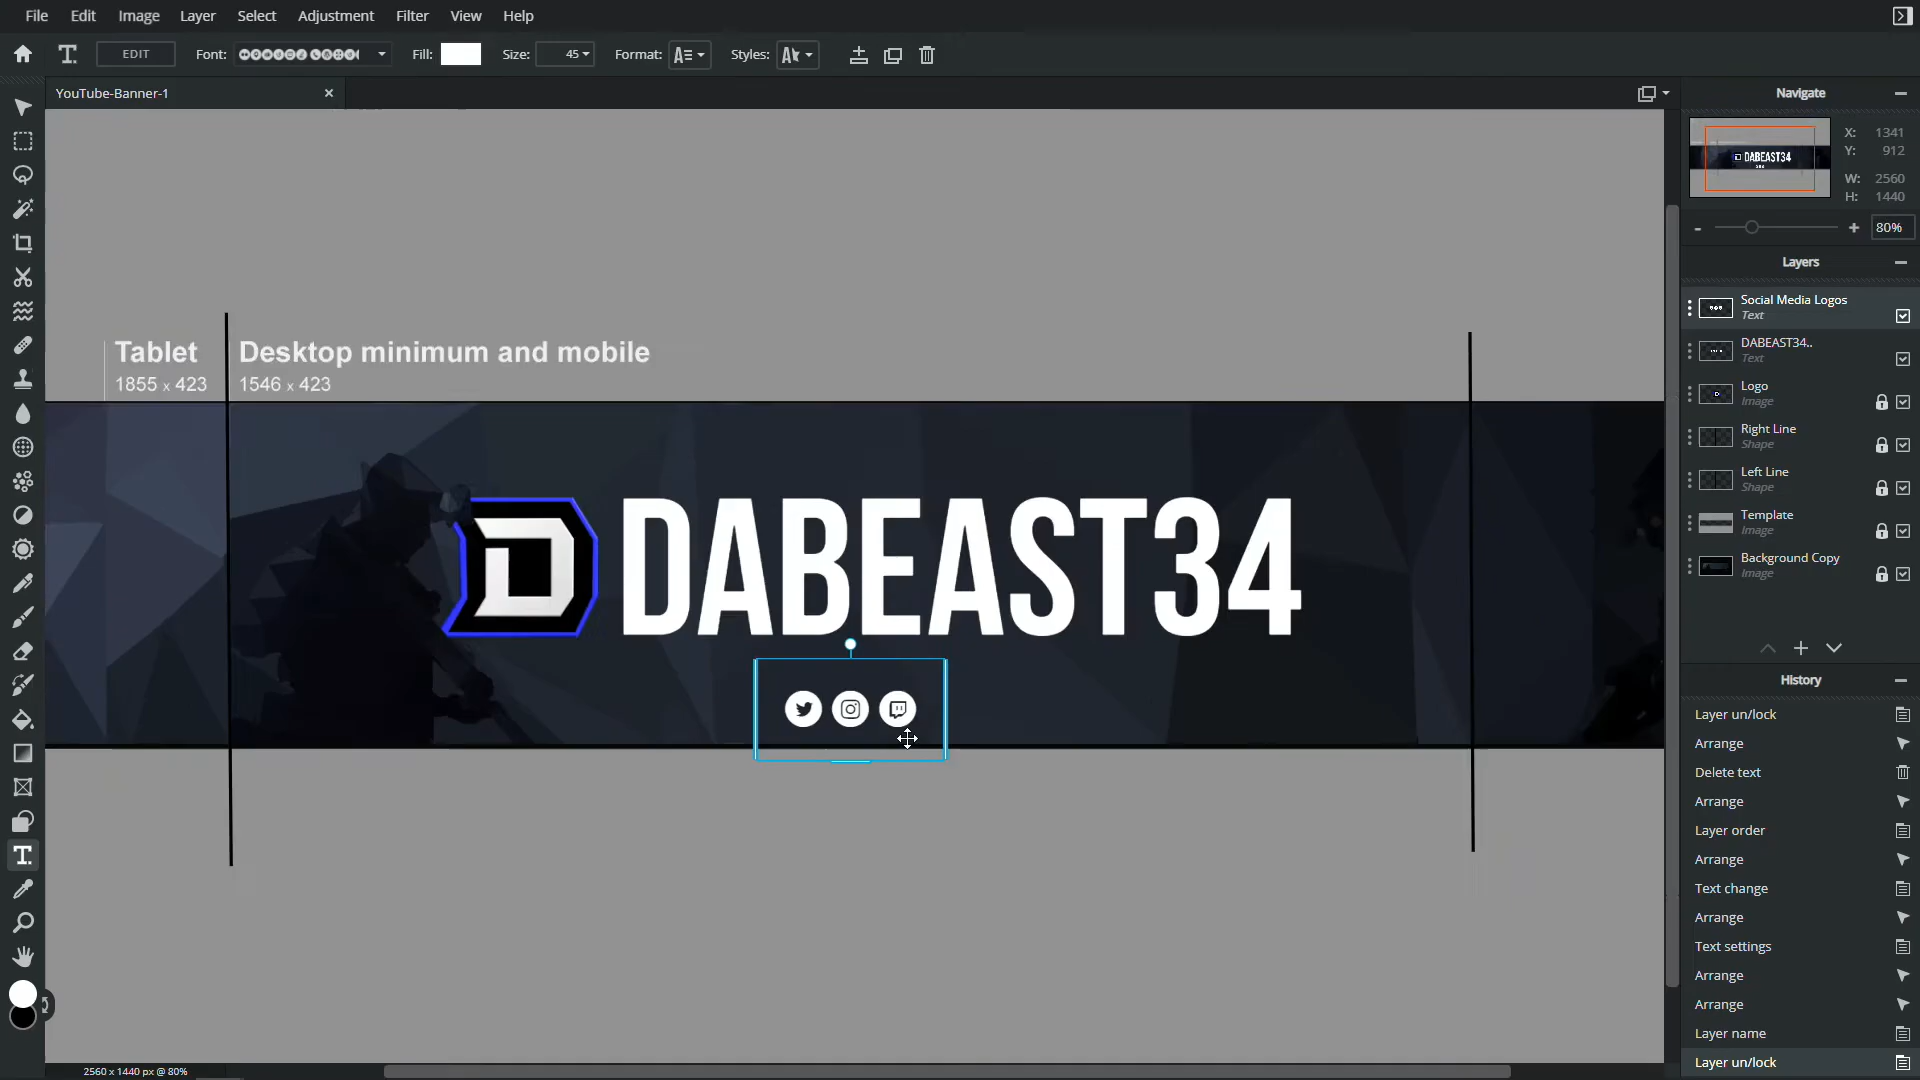 File Edit Image Layer Select Adjustment Filter View Help
EDIT Font: Fill: Size: 45 Format: Styles:
YouTube-Banner-1
Navigate
X: 1341
Y: 912
W: 2560
H: 1440
80%
Layers
Social Media Logos
Text
DABEAST34..
Text
Logo
Image
Right Line
Shape
Left Line
Shape
Template
Image
Background Copy
Image
History
Layer un/lock
Arrange
Delete text
Arrange
Layer order
Arrange
Text change
Arrange
Text settings
Arrange
Arrange
Layer name
Layer un/lock
Tablet
1855 x 423
Desktop minimum and mobile
1546 x 423
D DABEAST34
2560 x 1440 px @ 80%